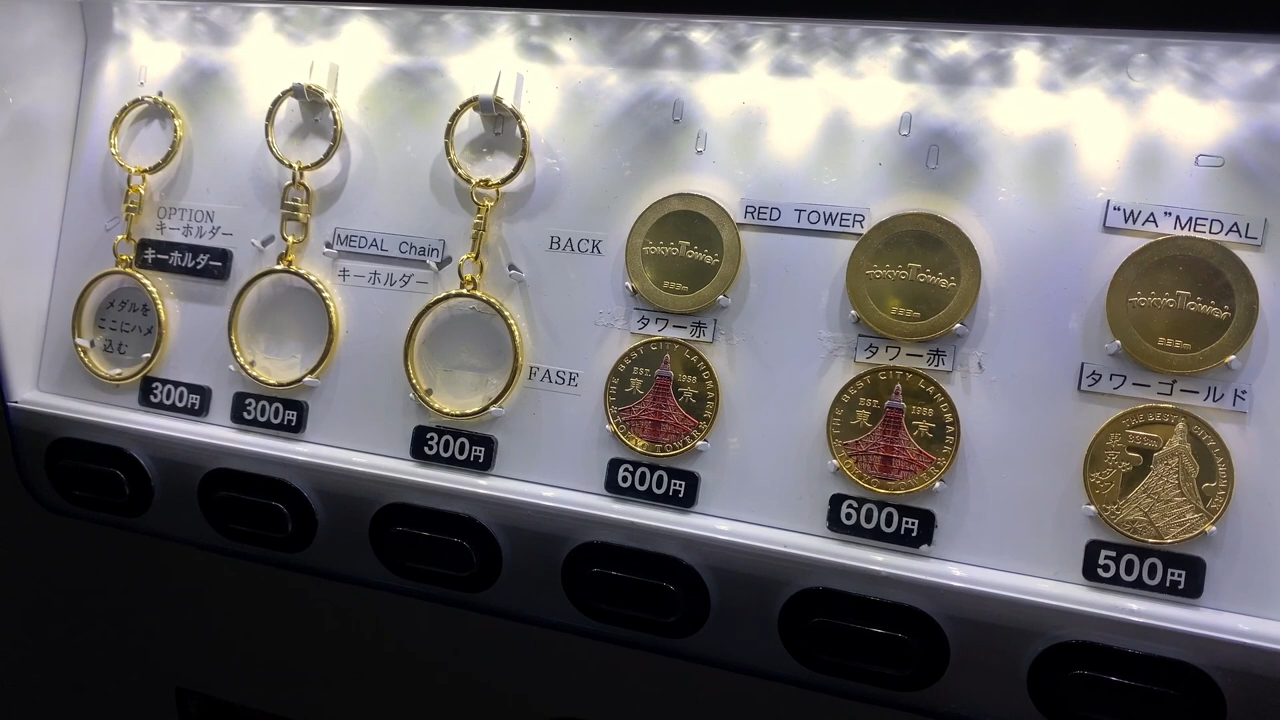 OPTION
キーホルダー
キーホルダー
メダルを
ここにハメ
込む
300円
300円
MEDAL Chain
キーホルダー
300円
BACK
FASE
RED TOWER
TokyoTower
333m
タワー赤
THE BEST CITY LANDMARK
EST. 1958
東京
TOKYO TOWER
600円
TokyoTower
333m
タワー赤
THE BEST CITY LANDMARK
EST. 1958
東京
TOKYO TOWER
600円
“WA”MEDAL
TokyoTower
333m
タワーゴールド
THE BEST CITY LANDMARK
333m
東京タワー
500円